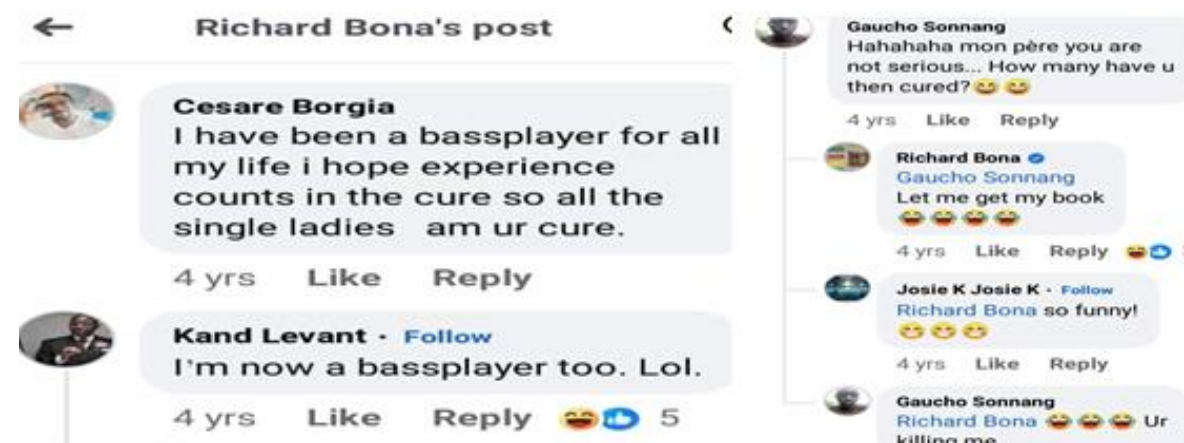 Richard Bona's post
Cesare Borgia
I have been a bassplayer for all
my life i hope experience
counts in the cure so all the
single ladies am ur cure.
4 yrs Like Reply
Kand Levant · Follow
I'm now a bassplayer too. Lol.
4 yrs Like Reply 😆👍 5
Gaucho Sonnang
Hahahaha mon père you are
not serious... How many have u
then cured?😄 😄
4 yrs Like Reply
Richard Bona
Gaucho Sonnang
Let me get my book
😂 😂 😂 😂
4 yrs Like Reply
Josie K Josie K · Follow
Richard Bona so funny!
😁 😁 😁
4 yrs Like Reply
Gaucho Sonnang
Richard Bona 😂 😂 😂 Ur
killing me